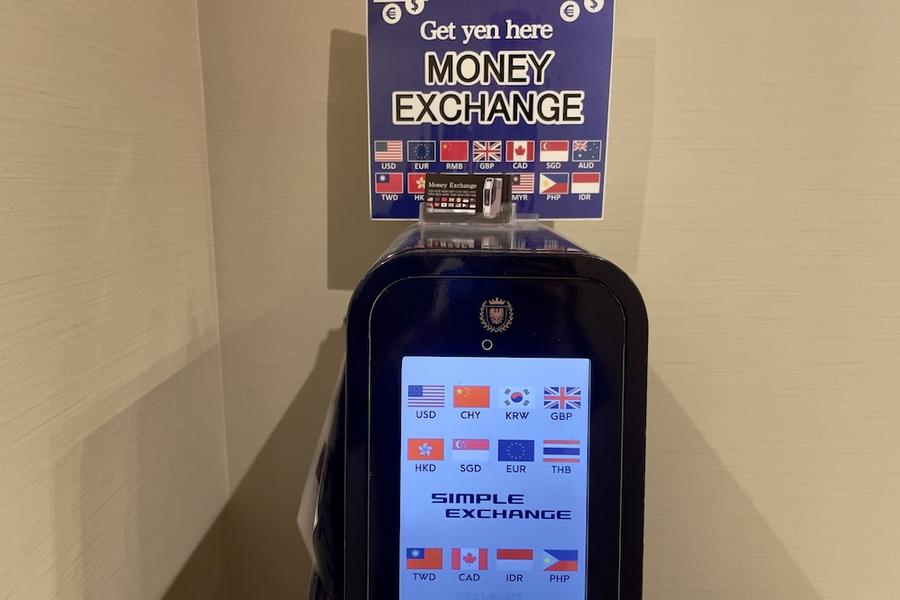 € $ € $
Get yen here
MONEY
EXCHANGE
USD EUR RMB GBP CAD SGD AUD
TWD HK MYR PHP IDR
Money Exchange
USD CHY KRW GBP
HKD SGD EUR THB
SIMPLE
EXCHANGE
TWD CAD IDR PHP